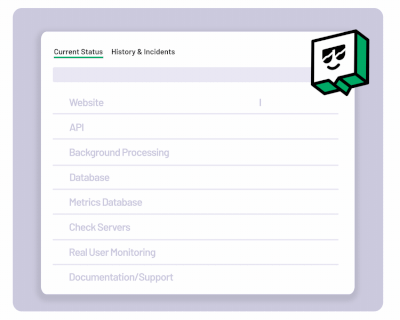 Current Status History & Incidents
Website
API
Background Processing
Database
Metrics Database
Check Servers
Real User Monitoring
Documentation/Support